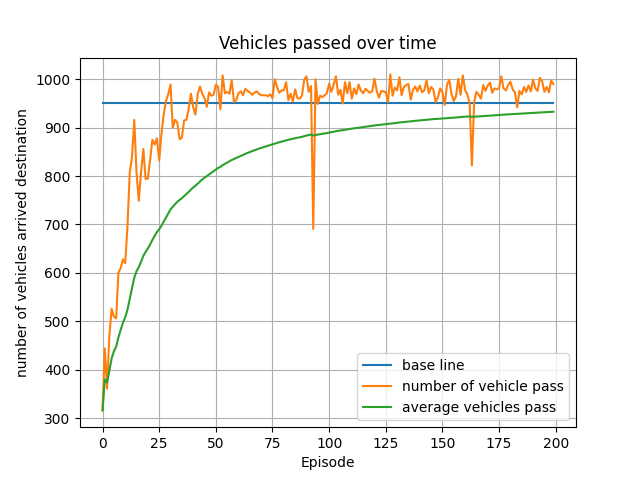 Vehicles passed over time
number of vehicles arrived destination
1000
900
800
700
600
500
400
300
0 25 50 75 100 125 150 175 200
Episode
base line
number of vehicle pass
average vehicles pass